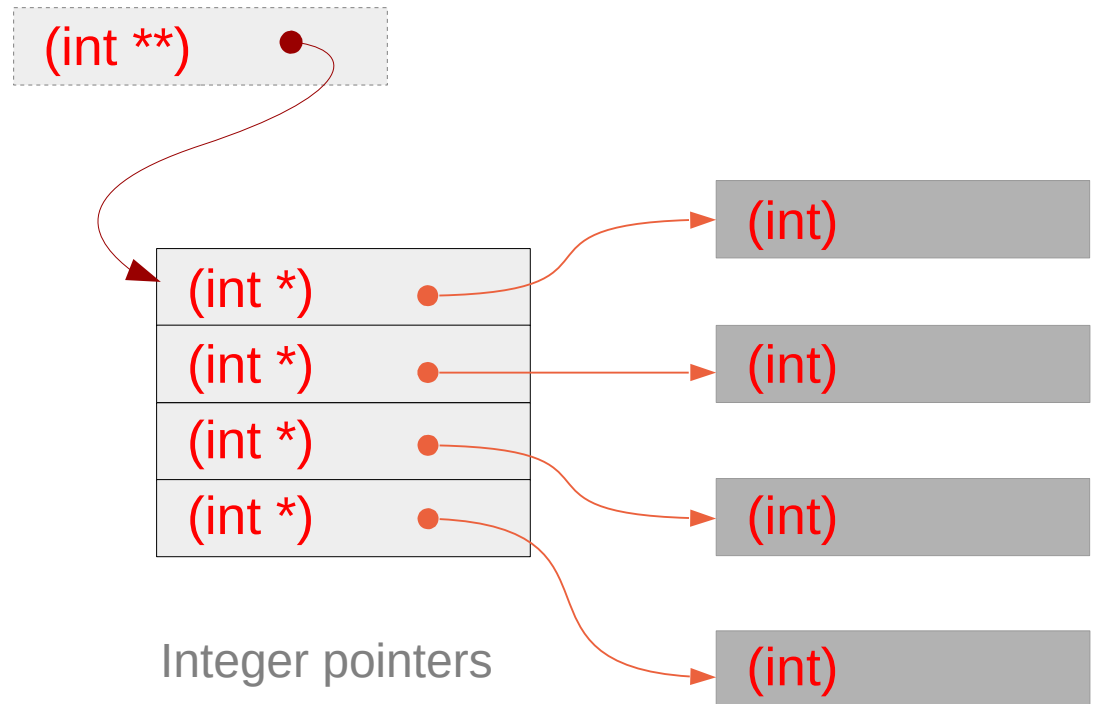 (int **)
(int *)
(int *)
(int *)
(int *)
Integer pointers
(int)
(int)
(int)
(int)